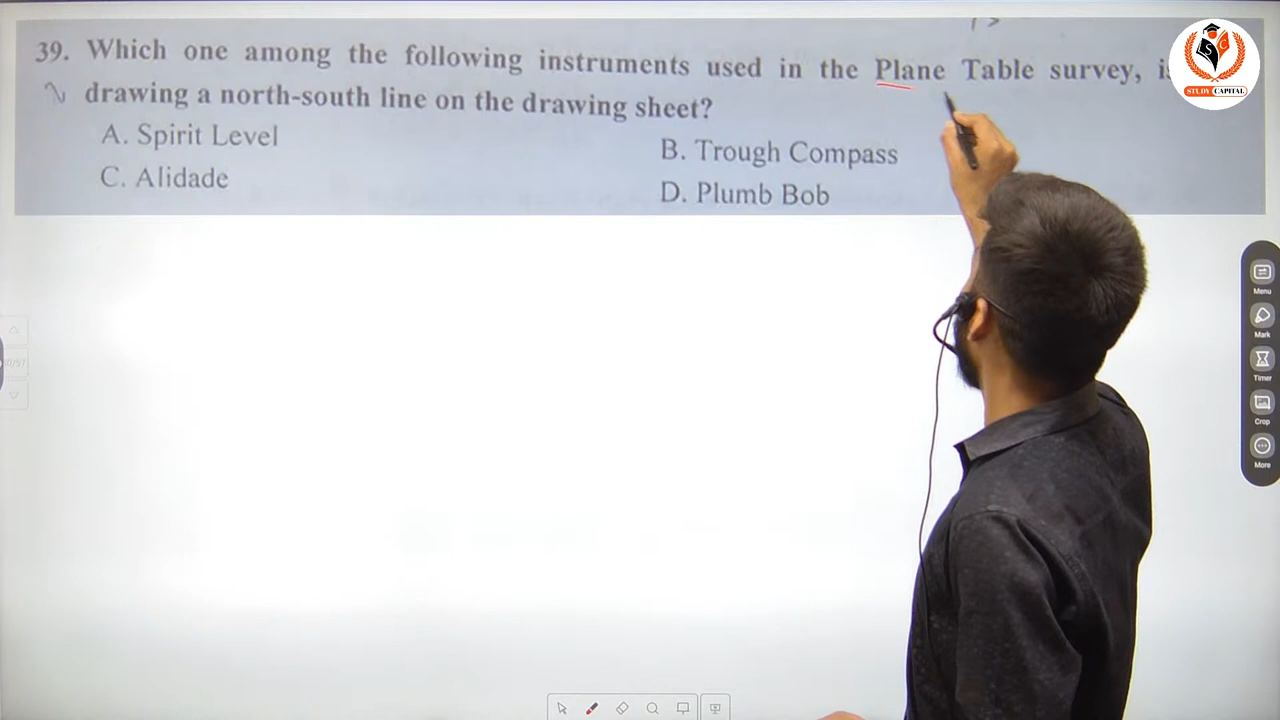 39. Which one among the following instruments used in the Plane Table survey,
drawing a north-south line on the drawing sheet?
A. Spirit Level
B. Trough Compass
C. Alidade
D. Plumb Bob
S C
STUDY CAPITAL
Menu
Mark
Timer
Crop
More